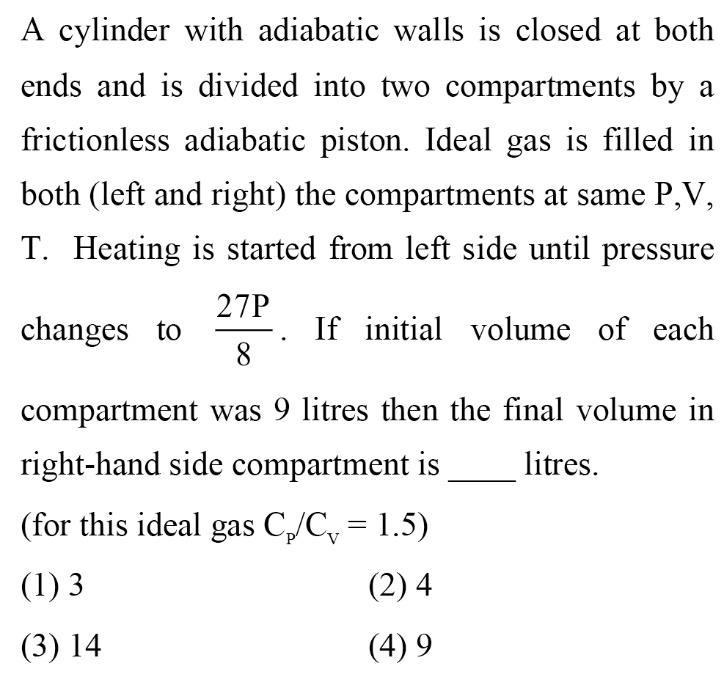 A cylinder with adiabatic walls is closed at both
ends and is divided into two compartments by a
frictionless adiabatic piston. Ideal gas is filled in
both (left and right) the compartments at same P,V,
T. Heating is started from left side until pressure
changes to 27P/8. If initial volume of each
compartment was 9 litres then the final volume in
right-hand side compartment is ____ litres.
(for this ideal gas C_P/C_V = 1.5)
(1) 3 (2) 4
(3) 14 (4) 9